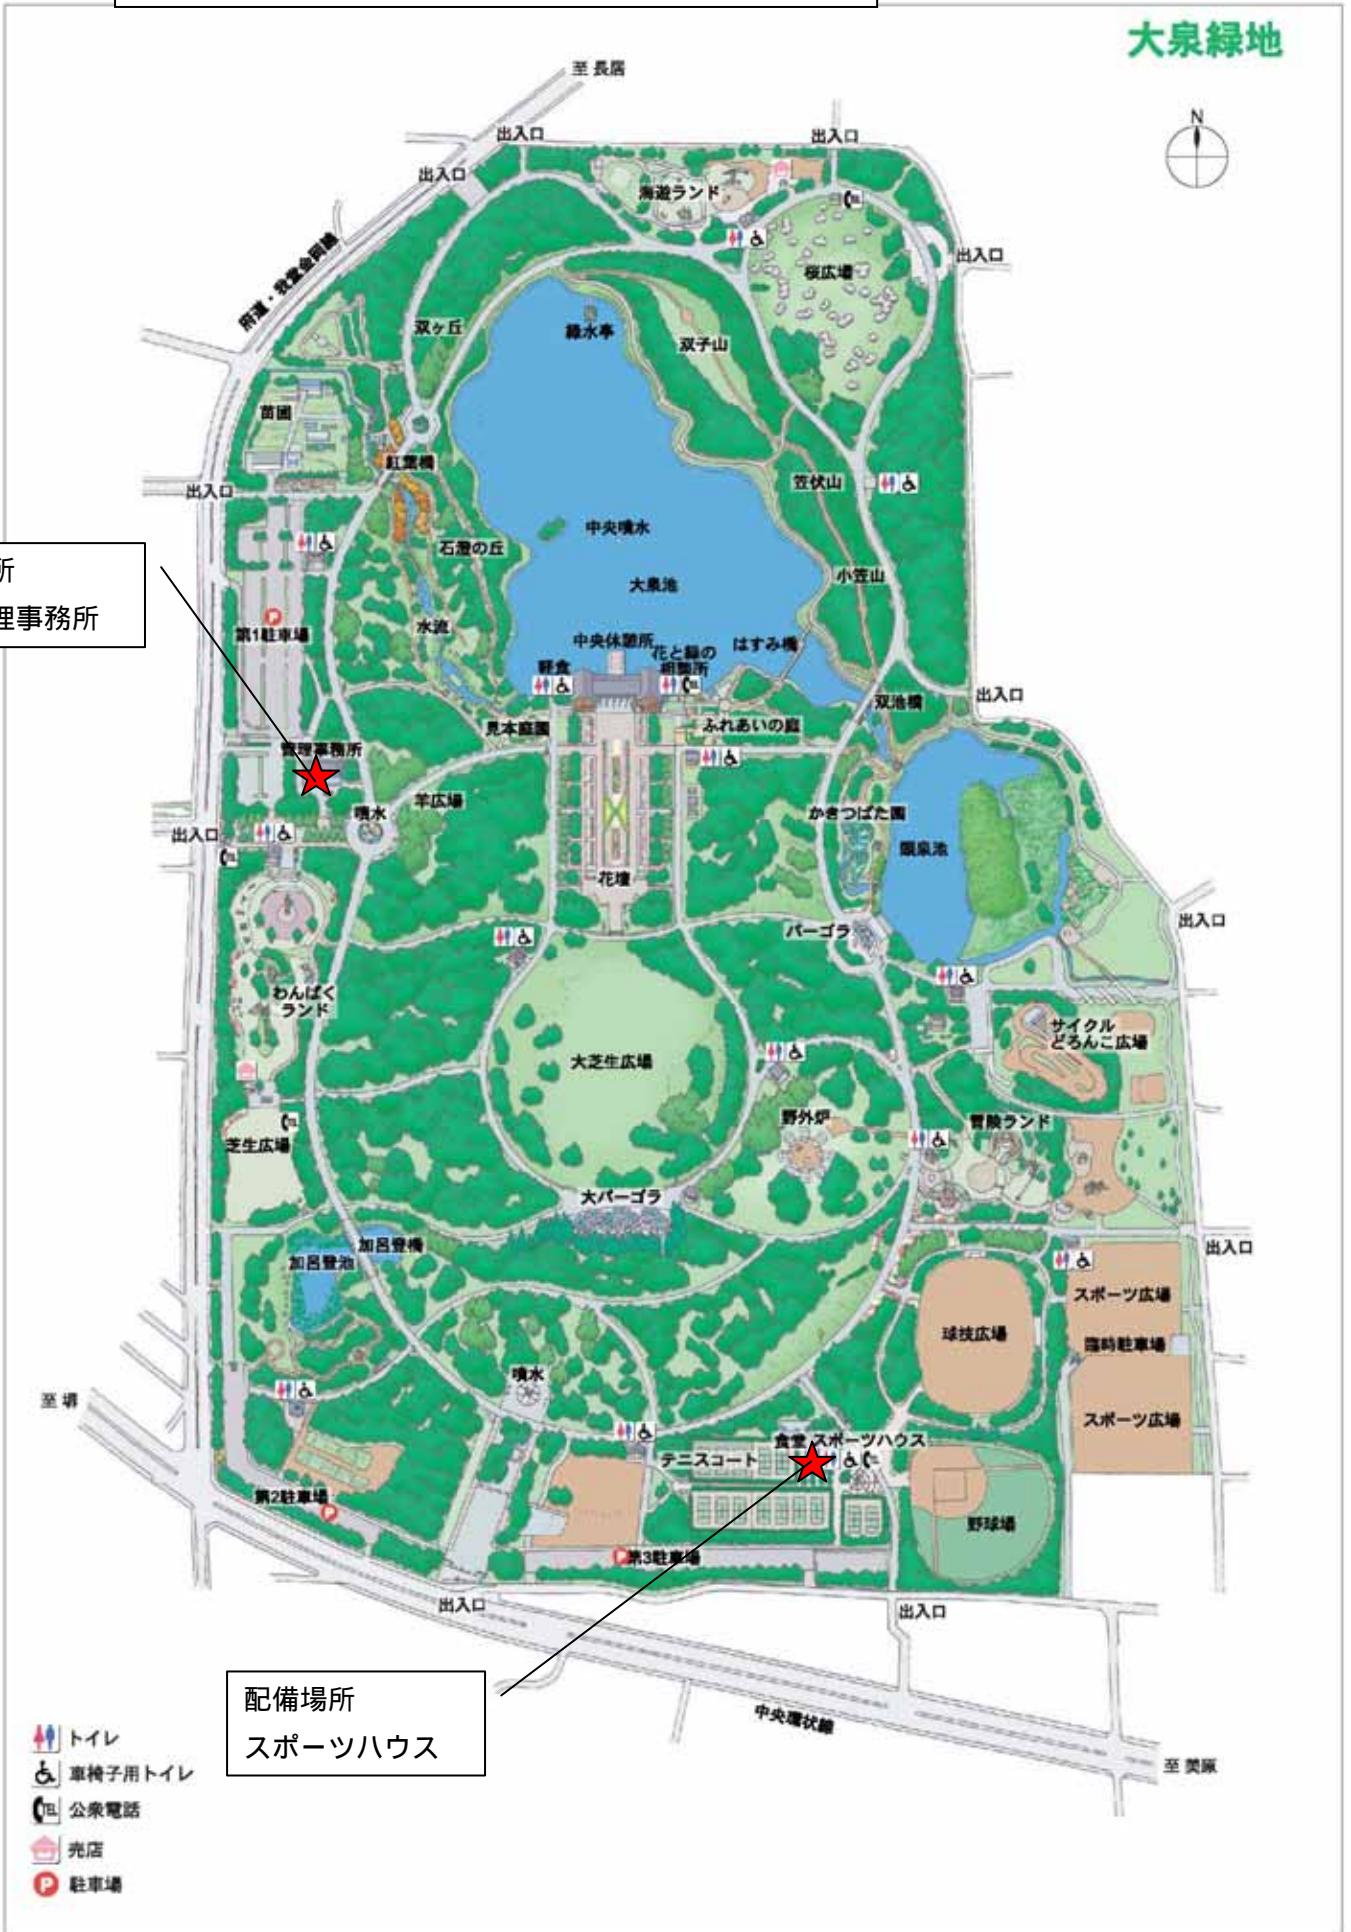 大泉緑地
N
至 長居
出入口
出入口
出入口
海遊ランド
桜広場
出入口
府道・我堂金岡線
双ヶ丘
緑水亭
双子山
苗圃
紅葉橋
笠伏山
出入口
中央噴水
石澄の丘
小笠山
大泉池
所
理事務所
第1駐車場
水流
中央休憩所
花と緑の
相談所
はすみ橋
軽食
双池橋
出入口
見本庭園
ふれあいの庭
管理事務所
羊広場
噴水
かきつばた園
出入口
頭泉池
花壇
パーゴラ
出入口
わんぱく
ランド
サイクル
どろんこ広場
大芝生広場
野外炉
冒険ランド
芝生広場
大パーゴラ
加呂登橋
加呂登池
出入口
スポーツ広場
球技広場
臨時駐車場
噴水
至 堺
スポーツ広場
食堂 スポーツハウス
テニスコート
第2駐車場
野球場
第3駐車場
出入口
出入口
配備場所
スポーツハウス
中央環状線
至 美原
トイレ
車椅子用トイレ
TEL 公衆電話
売店
P 駐車場